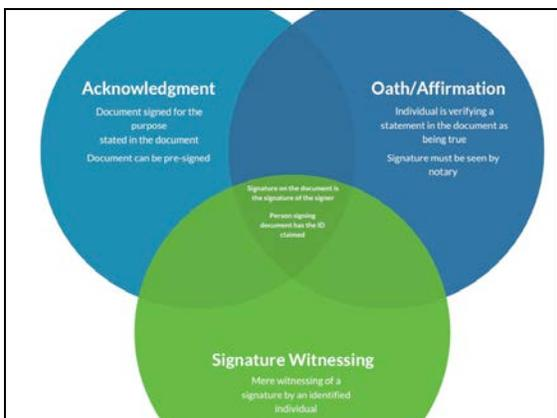 Acknowledgment
Document signed for the
purpose
stated in the document
Document can be pre-signed
Oath/Affirmation
Individual is verifying a
statement in the document as
being true
Signature must be seen by
notary
Signature on the document is
the signature of the signer
Person signing
document has the ID
claimed
Signature Witnessing
Mere witnessing of a
signature by an identified
individual